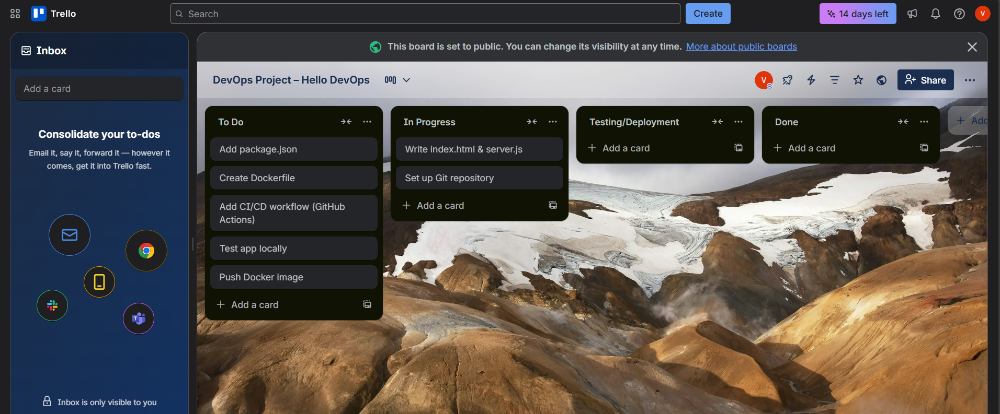 Trello
Search
Create
14 days left
V
Inbox
Add a card
Consolidate your to-dos
Email it, say it, forward it — however it
comes, get it into Trello fast.
T
Inbox is only visible to you
This board is set to public. You can change its visibility at any time. More about public boards
DevOps Project – Hello DevOps
V
Share
To Do
Add package.json
Create Dockerfile
Add CI/CD workflow (GitHub
Actions)
Test app locally
Push Docker image
Add a card
In Progress
Write index.html & server.js
Set up Git repository
Add a card
Testing/Deployment
Add a card
Done
Add a card
Add